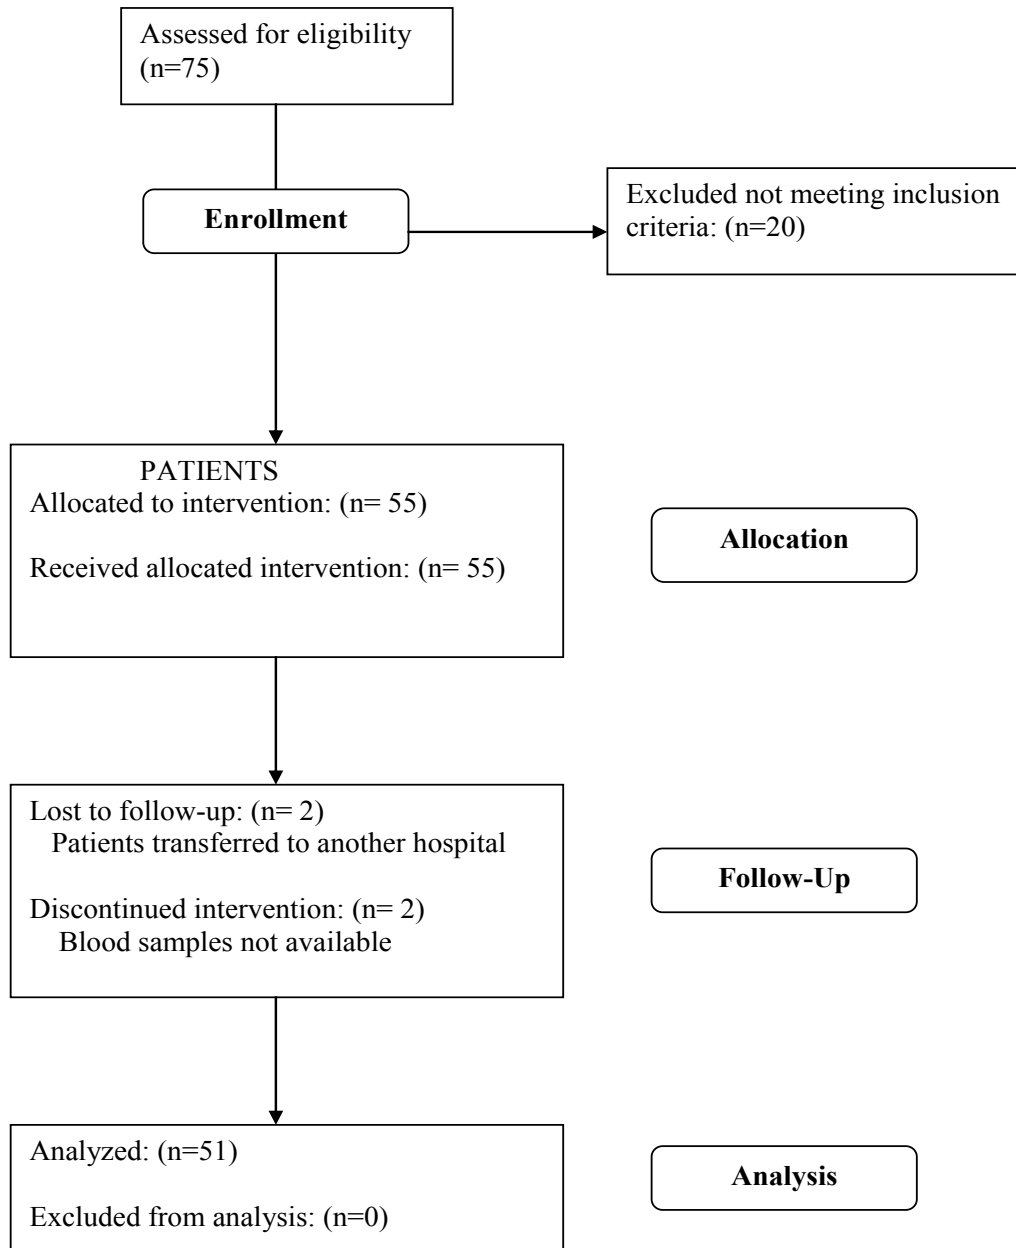 Assessed for eligibility
(n=75)
Enrollment
Excluded not meeting inclusion
criteria: (n=20)
PATIENTS
Allocated to intervention: (n= 55)
Received allocated intervention: (n= 55)
Allocation
Lost to follow-up: (n= 2)
Patients transferred to another hospital
Discontinued intervention: (n= 2)
Blood samples not available
Follow-Up
Analyzed: (n=51)
Excluded from analysis: (n=0)
Analysis